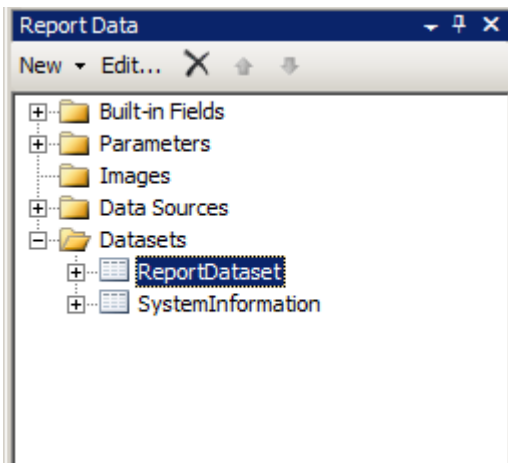 Report Data
New Edit...
Built-in Fields
Parameters
Images
Data Sources
Datasets
ReportDataset
SystemInformation